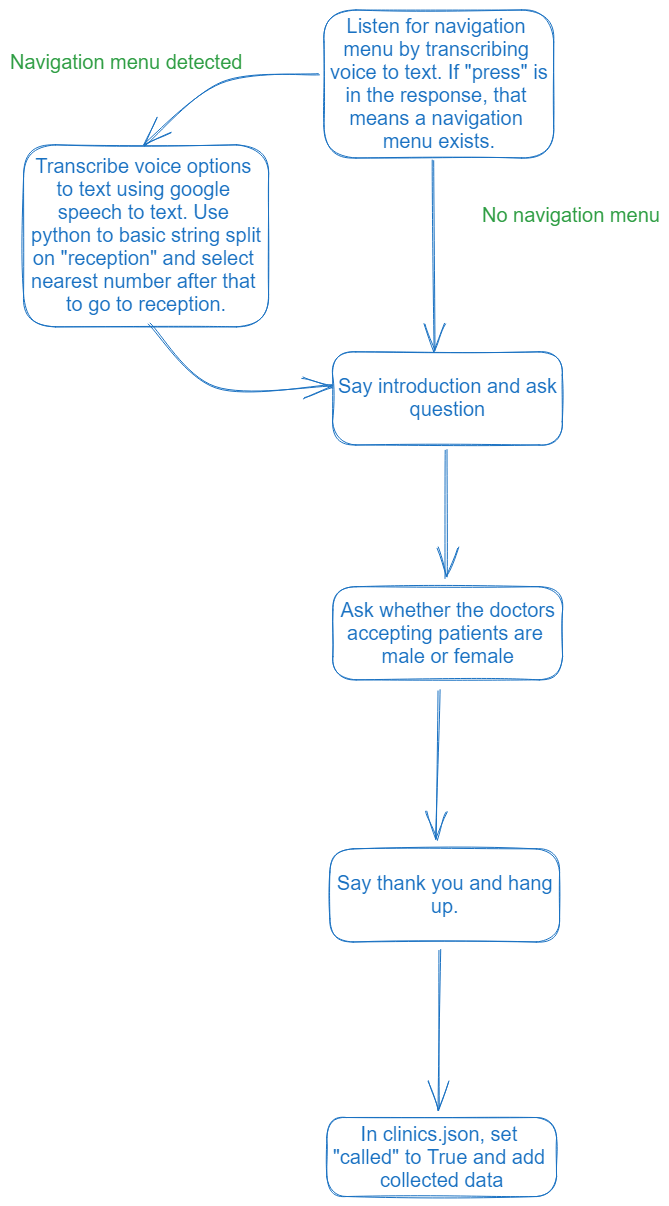 Listen for navigation
menu by transcribing
voice to text. If "press" is
in the response, that
means a navigation
menu exists.
Navigation menu detected
Transcribe voice options
to text using google
speech to text. Use
python to basic string split
on "reception" and select
nearest number after that
to go to reception.
No navigation menu
Say introduction and ask
question
Ask whether the doctors
accepting patients are
male or female
Say thank you and hang
up.
In clinics.json, set
"called" to True and add
collected data